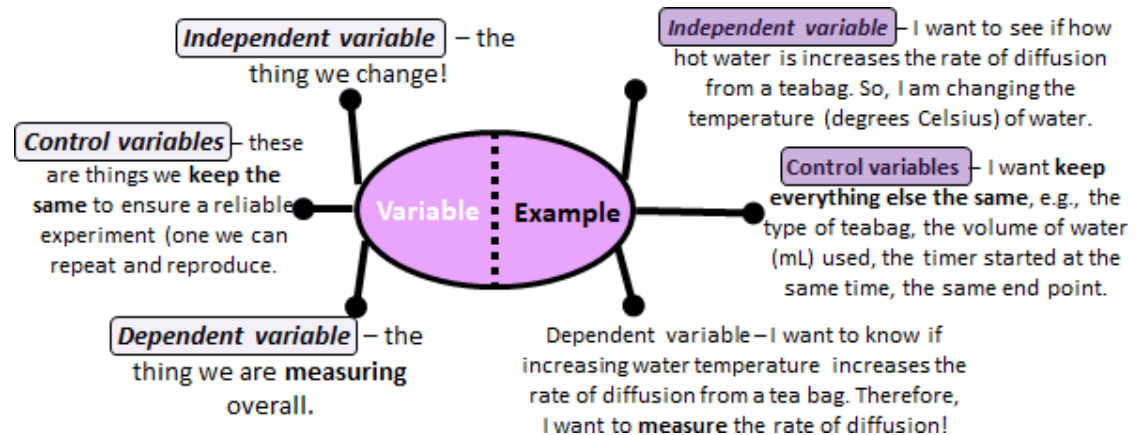 Independent variable – the
thing we change!
Control variables – these
are things we keep the
same to ensure a reliable
experiment (one we can
repeat and reproduce.
Dependent variable – the
thing we are measuring
overall.
Variable
Example
Independent variable – I want to see if how
hot water is increases the rate of diffusion
from a teabag. So, I am changing the
temperature (degrees Celsius) of water.
Control variables – I want keep
everything else the same, e.g., the
type of teabag, the volume of water
(mL) used, the timer started at the
same time, the same end point.
Dependent variable – I want to know if
increasing water temperature increases the
rate of diffusion from a tea bag. Therefore,
I want to measure the rate of diffusion!